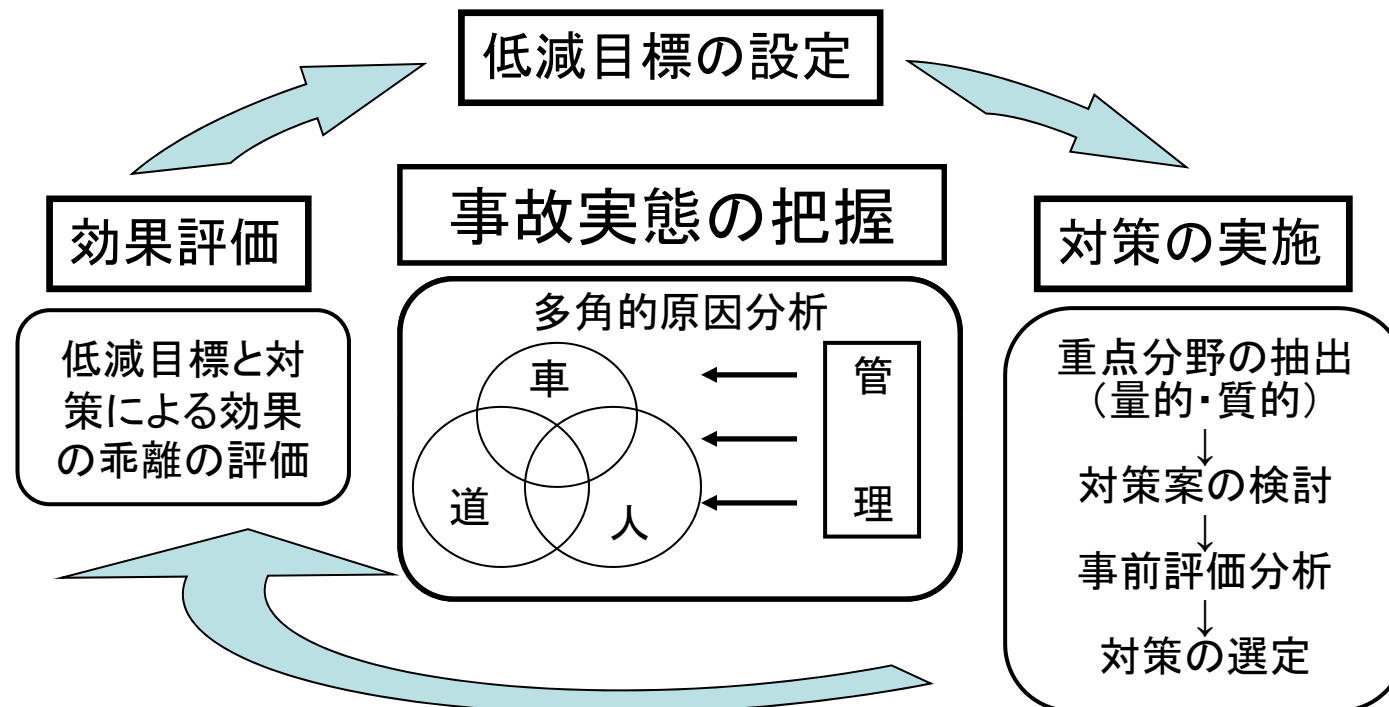 低減目標の設定
事故実態の把握
効果評価
対策の実施
低減目標と対
策による効果
の乖離の評価
多角的原因分析
車
道
人
管
理
重点分野の抽出
（量的・質的）
↓
対策案の検討
↓
事前評価分析
↓
対策の選定